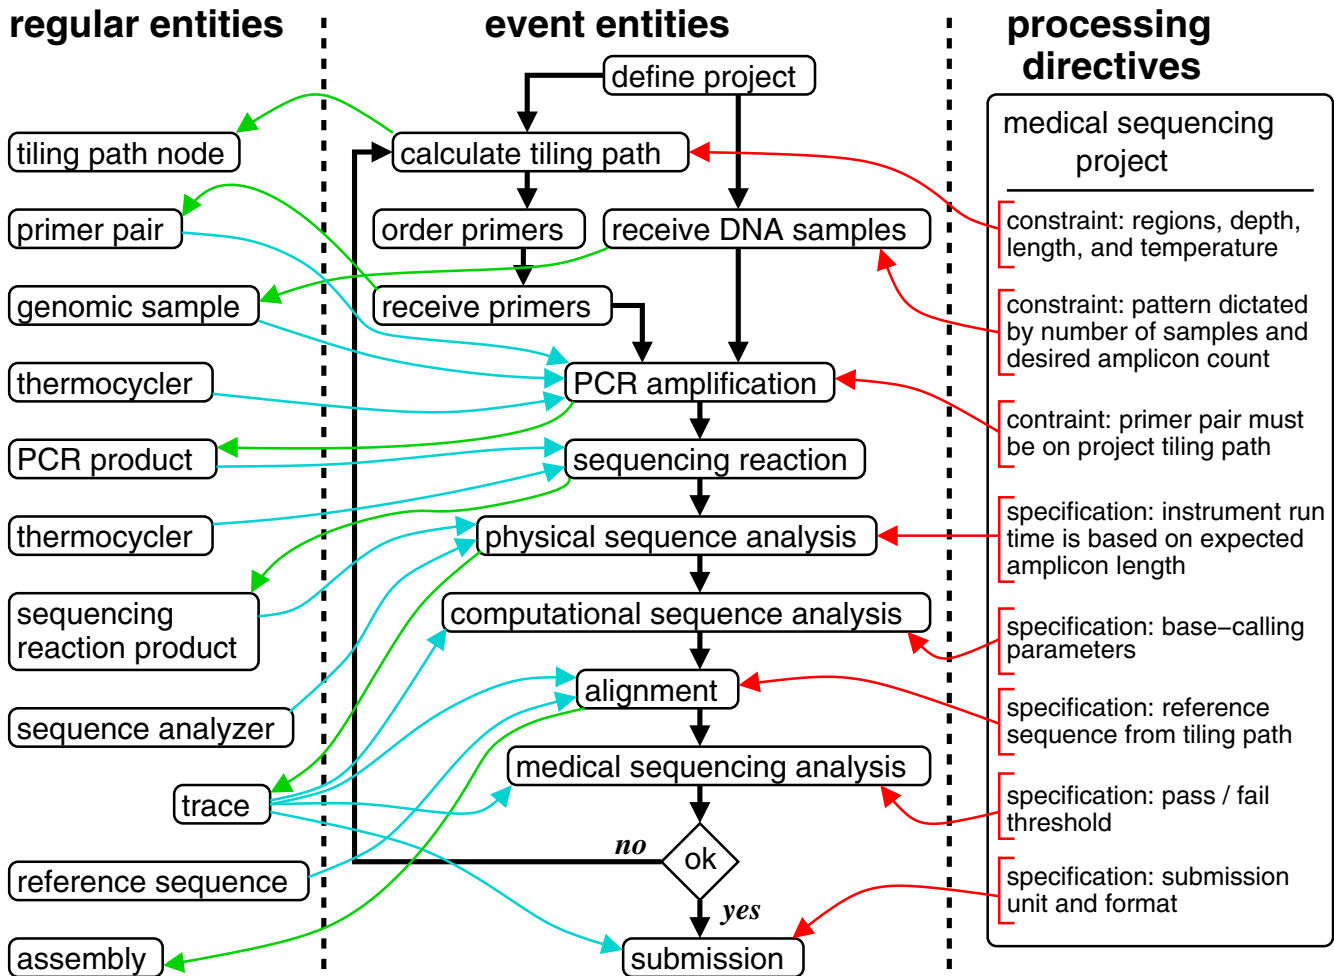 regular entities
event entities
processing
directives
define project
medical sequencing
project
tiling path node
calculate tiling path
primer pair
order primers
receive DNA samples
constraint: regions, depth,
length, and temperature
genomic sample
receive primers
constraint: pattern dictated
by number of samples and
desired amplicon count
thermocycler
PCR amplification
contraint: primer pair must
be on project tiling path
PCR product
sequencing reaction
thermocycler
physical sequence analysis
specification: instrument run
time is based on expected
amplicon length
sequencing
reaction product
computational sequence analysis
specification: base–calling
parameters
sequence analyzer
alignment
specification: reference
sequence from tiling path
trace
medical sequencing analysis
specification: pass / fail
threshold
no
ok
reference sequence
yes
specification: submission
unit and format
assembly
submission